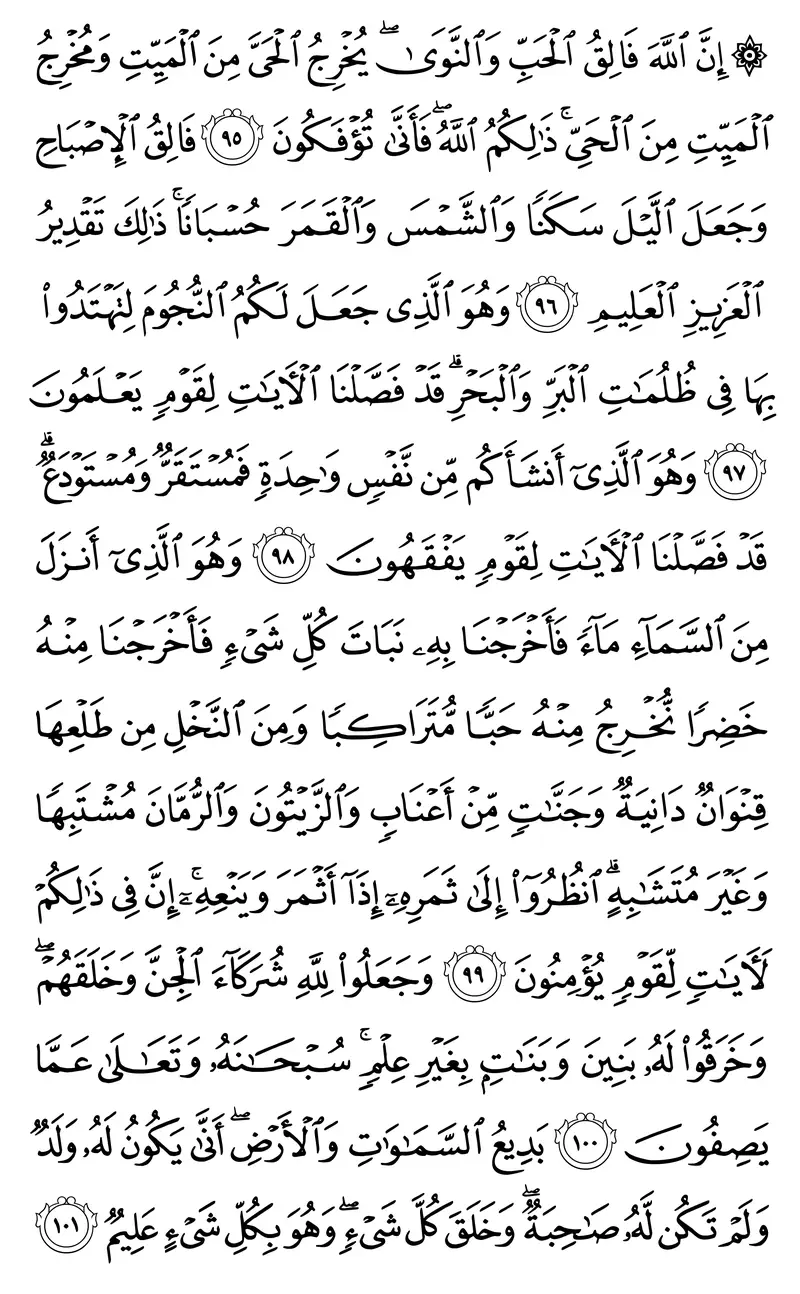 ۞ إِنَّ ٱللَّهَ فَالِقُ ٱلْحَبِّ وَٱلنَّوَىٰۖ يُخْرِجُ ٱلْحَىَّ مِنَ ٱلْمَيِّتِ وَمُخْرِجُ
ٱلْمَيِّتِ مِنَ ٱلْحَىِّۚ ذَٰلِكُمُ ٱللَّهُۖ فَأَنَّىٰ تُؤْفَكُونَ ٩٥ فَالِقُ ٱلْإِصْبَاحِ
وَجَعَلَ ٱلَّيْلَ سَكَنًا وَٱلشَّمْسَ وَٱلْقَمَرَ حُسْبَانًاۚ ذَٰلِكَ تَقْدِيرُ
ٱلْعَزِيزِ ٱلْعَلِيمِ ٩٦ وَهُوَ ٱلَّذِى جَعَلَ لَكُمُ ٱلنُّجُومَ لِتَهْتَدُوا۟
بِهَا فِى ظُلُمَـٰتِ ٱلْبَرِّ وَٱلْبَحْرِۗ قَدْ فَصَّلْنَا ٱلْـَٔايَـٰتِ لِقَوْمٍ يَعْلَمُونَ
٩٧ وَهُوَ ٱلَّذِىٓ أَنشَأَكُم مِّن نَّفْسٍ وَٰحِدَةٍ فَمُسْتَقَرٌّ وَمُسْتَوْدَعٌۗ
قَدْ فَصَّلْنَا ٱلْـَٔايَـٰتِ لِقَوْمٍ يَفْقَهُونَ ٩٨ وَهُوَ ٱلَّذِىٓ أَنزَلَ
مِنَ ٱلسَّمَآءِ مَآءً فَأَخْرَجْنَا بِهِۦ نَبَاتَ كُلِّ شَىْءٍ فَأَخْرَجْنَا مِنْهُ
خَضِرًا نُّخْرِجُ مِنْهُ حَبًّا مُّتَرَاكِبًا وَمِنَ ٱلنَّخْلِ مِن طَلْعِهَا
قِنْوَانٌ دَانِيَةٌ وَجَنَّـٰتٍ مِّنْ أَعْنَابٍ وَٱلزَّيْتُونَ وَٱلرُّمَّانَ مُشْتَبِهًا
وَغَيْرَ مُتَشَـٰبِهٍۗ ٱنظُرُوٓا۟ إِلَىٰ ثَمَرِهِۦٓ إِذَآ أَثْمَرَ وَيَنْعِهِۦٓۚ إِنَّ فِى ذَٰلِكُمْ
لَـَٔايَـٰتٍ لِّقَوْمٍ يُؤْمِنُونَ ٩٩ وَجَعَلُوا۟ لِلَّهِ شُرَكَآءَ ٱلْجِنَّ وَخَلَقَهُمْۖ
وَخَرَقُوا۟ لَهُۥ بَنِينَ وَبَنَـٰتٍۭ بِغَيْرِ عِلْمٍۚ سُبْحَـٰنَهُۥ وَتَعَـٰلَىٰ عَمَّا
يَصِفُونَ ١٠٠ بَدِيعُ ٱلسَّمَـٰوَٰتِ وَٱلْأَرْضِۖ أَنَّىٰ يَكُونُ لَهُۥ وَلَدٌ
وَلَمْ تَكُن لَّهُۥ صَـٰحِبَةٌۖ وَخَلَقَ كُلَّ شَىْءٍۖ وَهُوَ بِكُلِّ شَىْءٍ عَلِيمٌ ١٠١